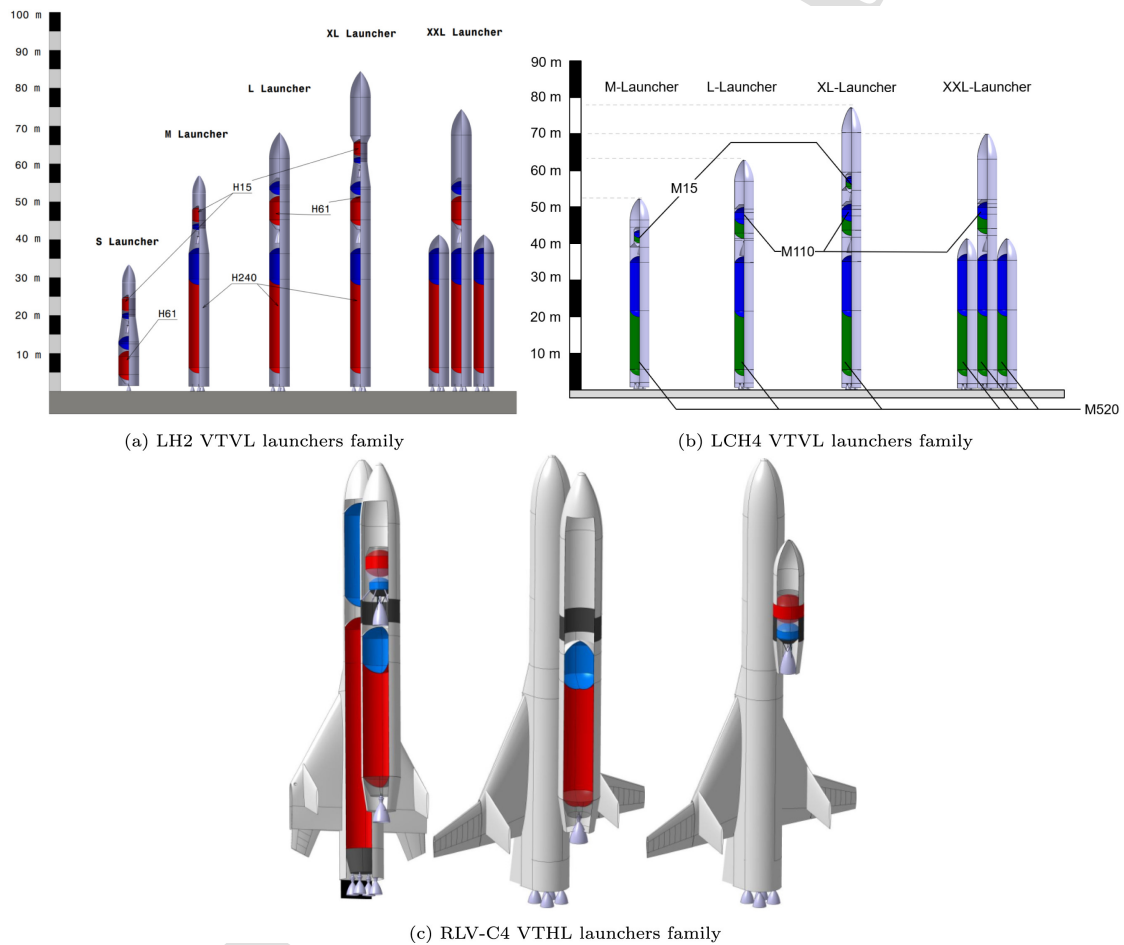 100 m
90 m
80 m
70 m
60 m
50 m
40 m
30 m
20 m
10 m
XL Launcher
XXL Launcher
L Launcher
M Launcher
H15
H61
S Launcher
H240
H61
(a) LH2 VTVL launchers family
90 m
80 m
70 m
60 m
50 m
40 m
30 m
20 m
10 m
M-Launcher
L-Launcher
XL-Launcher
XXL-Launcher
M15
M110
M520
(b) LCH4 VTVL launchers family
(c) RLV-C4 VTHL launchers family